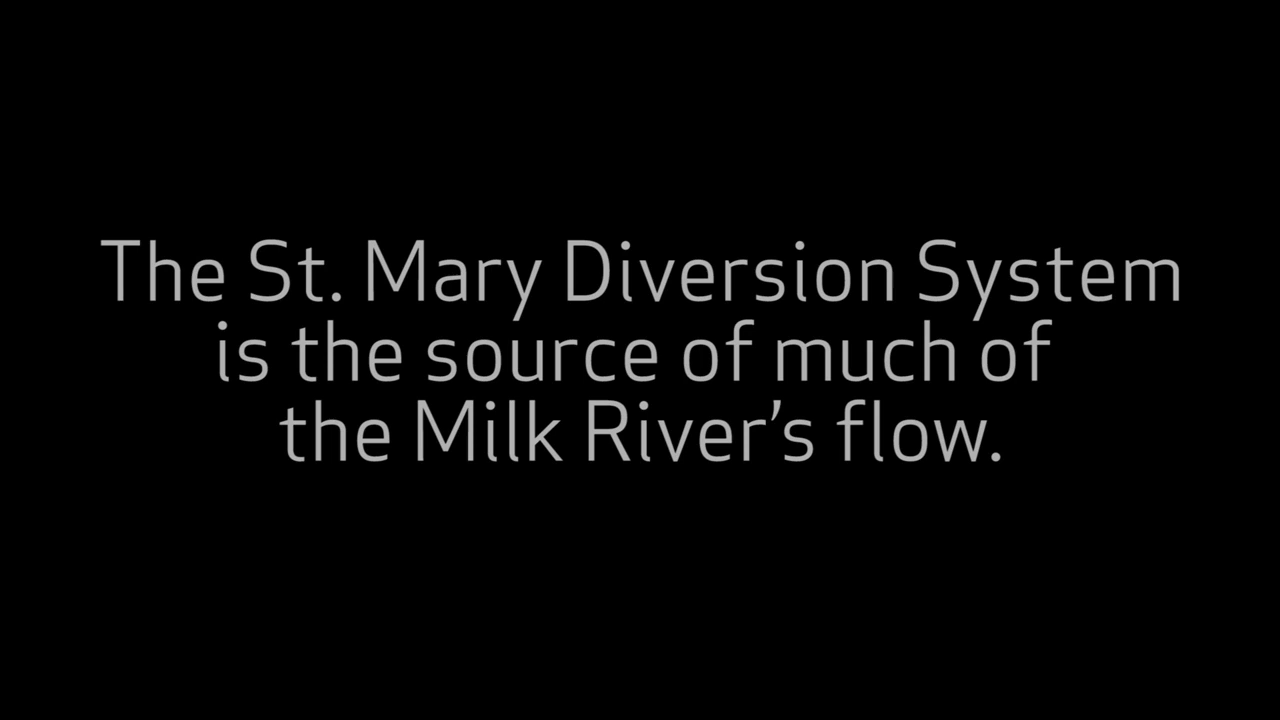 The St. Mary Diversion System
is the source of much of
the Milk River’s flow.